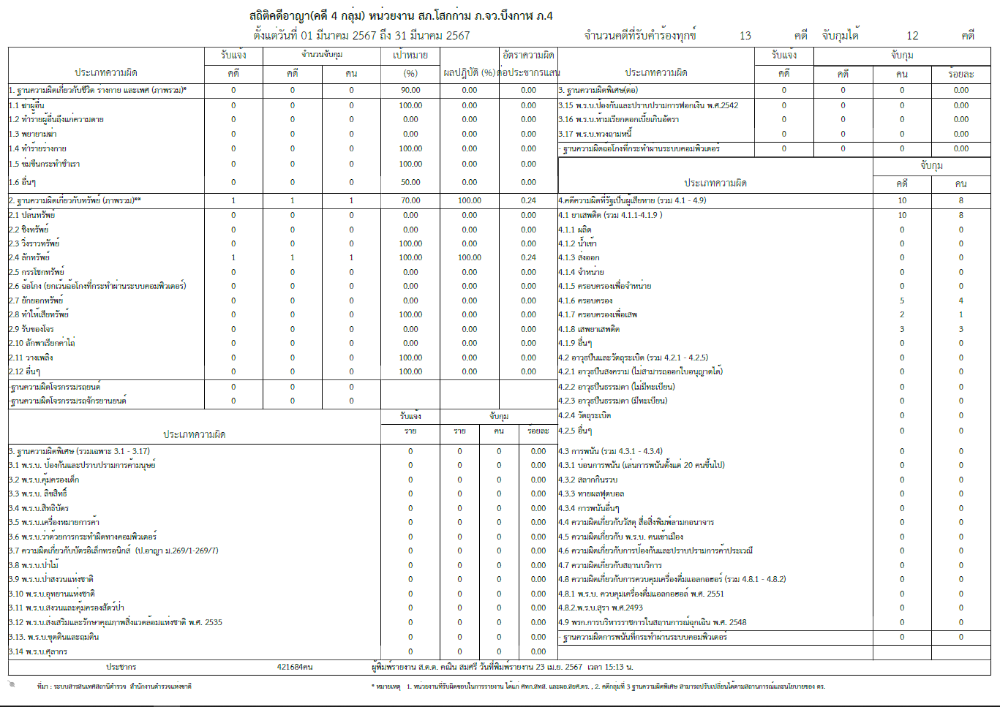 สถิติคดีอาญา(คดี 4 กลุ่ม) หน่วยงาน สภ.โสกก่าม ภ.จว.บึงกาฬ ภ.4
ตั้งแต่วันที่ 01 มีนาคม 2567 ถึง 31 มีนาคม 2567 จำนวนคดีที่รับคำร้องทุกข์ 13 คดี จับกุมได้ 12 คดี
ประเภทความผิด รับแจ้ง จำนวนจับกุม เป้าหมาย ผลปฏิบัติ (%) อัตราความผิด
คดี คดี คน (%) ต่อประชากรแสน
1. ฐานความผิดเกี่ยวกับชีวิต ร่างกาย และเพศ (ภาพรวม)* 0 0 0 90.00 0.00 0.00
1.1 ฆ่าผู้อื่น 0 0 0 100.00 0.00 0.00
1.2 ทำร้ายผู้อื่นถึงแก่ความตาย 0 0 0 0.00 0.00 0.00
1.3 พยายามฆ่า 0 0 0 0.00 0.00 0.00
1.4 ทำร้ายร่างกาย 0 0 0 100.00 0.00 0.00
1.5 ข่มขืนกระทำชำเรา 0 0 0 100.00 0.00 0.00
1.6 อื่นๆ 0 0 0 50.00 0.00 0.00
2. ฐานความผิดเกี่ยวกับทรัพย์ (ภาพรวม)** 1 1 1 70.00 100.00 0.24
2.1 ปล้นทรัพย์ 0 0 0 0.00 0.00 0.00
2.2 ชิงทรัพย์ 0 0 0 0.00 0.00 0.00
2.3 วิ่งราวทรัพย์ 0 0 0 100.00 0.00 0.00
2.4 ลักทรัพย์ 1 1 1 100.00 100.00 0.24
2.5 กรรโชกทรัพย์ 0 0 0 0.00 0.00 0.00
2.6 ฉ้อโกง (ยกเว้นฉ้อโกงที่กระทำผ่านระบบคอมพิวเตอร์) 0 0 0 0.00 0.00 0.00
2.7 ยักยอกทรัพย์ 0 0 0 0.00 0.00 0.00
2.8 ทำให้เสียทรัพย์ 0 0 0 100.00 0.00 0.00
2.9 รับของโจร 0 0 0 0.00 0.00 0.00
2.10 ลักพาเรียกค่าไถ่ 0 0 0 0.00 0.00 0.00
2.11 วางเพลิง 0 0 0 100.00 0.00 0.00
2.12 อื่นๆ 0 0 0 100.00 0.00 0.00
-ฐานความผิดโจรกรรมรถยนต์ 0 0 0
-ฐานความผิดโจรกรรมรถจักรยานยนต์ 0 0 0
ประเภทความผิด รับแจ้ง จับกุม
ราย ราย คน ร้อยละ
3. ฐานความผิดพิเศษ (รวมเฉพาะ 3.1 - 3.17) 0 0 0 0.00
3.1 พ.ร.บ. ป้องกันและปราบปรามการค้ามนุษย์ 0 0 0 0.00
3.2 พ.ร.บ.คุ้มครองเด็ก 0 0 0 0.00
3.3 พ.ร.บ. ลิขสิทธิ์ 0 0 0 0.00
3.4 พ.ร.บ.สิทธิบัตร 0 0 0 0.00
3.5 พ.ร.บ.เครื่องหมายการค้า 0 0 0 0.00
3.6 พ.ร.บ.ว่าด้วยการกระทำผิดทางคอมพิวเตอร์ 0 0 0 0.00
3.7 ความผิดเกี่ยวกับบัตรอิเล็กทรอนิกส์ (ป.อาญา ม.269/1-269/7) 0 0 0 0.00
3.8 พ.ร.บ.ป่าไม้ 0 0 0 0.00
3.9 พ.ร.บ.ป่าสงวนแห่งชาติ 0 0 0 0.00
3.10 พ.ร.บ.อุทยานแห่งชาติ 0 0 0 0.00
3.11 พ.ร.บ.สงวนและคุ้มครองสัตว์ป่า 0 0 0 0.00
3.12 พ.ร.บ.ส่งเสริมและรักษาคุณภาพสิ่งแวดล้อมแห่งชาติ พ.ศ. 2535 0 0 0 0.00
3.13. พ.ร.บ.ขุดดินและถมดิน 0 0 0 0.00
3.14 พ.ร.บ.ศุลากร 0 0 0 0.00
ประเภทความผิด รับแจ้ง จับกุม
คดี คดี คน ร้อยละ
3. ฐานความผิดพิเศษ(ต่อ) 0 0 0 0.00
3.15 พ.ร.บ.ป้องกันและปราบปรามการฟอกเงิน พ.ศ.2542 0 0 0 0.00
3.16 พ.ร.บ.ห้ามเรียกดอกเบี้ยเกินอัตรา 0 0 0 0.00
3.17 พ.ร.บ.ทวงถามหนี้ 0 0 0 0.00
- ฐานความผิดฉ้อโกงที่กระทำผ่านระบบคอมพิวเตอร์ 0 0 0 0.00
ประเภทความผิด จับกุม
คดี คน
4.คดีความผิดที่รัฐเป็นผู้เสียหาย (รวม 4.1 - 4.9) 10 8
4.1 ยาเสพติด (รวม 4.1.1-4.1.9 ) 10 8
4.1.1 ผลิต 0 0
4.1.2 นำเข้า 0 0
4.1.3 ส่งออก 0 0
4.1.4 จำหน่าย 0 0
4.1.5 ครอบครองเพื่อจำหน่าย 0 0
4.1.6 ครอบครอง 5 4
4.1.7 ครอบครองเพื่อเสพ 2 1
4.1.8 เสพยาเสพติด 3 3
4.1.9 อื่นๆ 0 0
4.2 อาวุธปืนและวัตถุระเบิด (รวม 4.2.1 - 4.2.5) 0 0
4.2.1 อาวุธปืนสงคราม (ไม่สามารถออกใบอนุญาตได้) 0 0
4.2.2 อาวุธปืนธรรมดา (ไม่มีทะเบียน) 0 0
4.2.3 อาวุธปืนธรรมดา (มีทะเบียน) 0 0
4.2.4 วัตถุระเบิด 0 0
4.2.5 อื่นๆ 0 0
4.3 การพนัน (รวม 4.3.1 - 4.3.4) 0 0
4.3.1 บ่อนการพนัน (เล่นการพนันตั้งแต่ 20 คนขึ้นไป) 0 0
4.3.2 สลากกินรวบ 0 0
4.3.3 ทายผลฟุตบอล 0 0
4.3.4 การพนันอื่นๆ 0 0
4.4 ความผิดเกี่ยวกับวัสดุ สื่อสิ่งพิมพ์ลามกอนาจาร 0 0
4.5 ความผิดเกี่ยวกับ พ.ร.บ. คนเข้าเมือง 0 0
4.6 ความผิดเกี่ยวกับการป้องกันและปราบปรามการค้าประเวณี 0 0
4.7 ความผิดเกี่ยวกับสถานบริการ 0 0
4.8 ความผิดเกี่ยวกับการควบคุมเครื่องดื่มแอลกอฮอร์ (รวม 4.8.1 - 4.8.2) 0 0
4.8.1 พ.ร.บ. ควบคุมเครื่องดื่มแอลกอฮอล์ พ.ศ. 2551 0 0
4.8.2.พ.ร.บ.สุรา พ.ศ.2493 0 0
4.9 พรก.การบริหารราชการในสถานการณ์ฉุกเฉิน พ.ศ. 2548 0 0
- ฐานความผิดการพนันที่กระทำผ่านระบบคอมพิวเตอร์ 0 0
ประชากร 421684คน ผู้พิมพ์รายงาน ส.ต.ต. คณิน สมศรี วันที่พิมพ์รายงาน 23 เม.ย. 2567 เวลา 15:13 น.
ที่มา : ระบบสารสนเทศสถานีตำรวจ สำนักงานตำรวจแห่งชาติ * หมายเหตุ 1. หน่วยงานที่รับผิดชอบในการรายงาน ได้แก่ ศทก.สทส. และผอ.สยศ.ตร. , 2. คดีกลุ่มที่ 3 ฐานความผิดพิเศษ สามารถปรับเปลี่ยนได้ตามสถานการณ์และนโยบายของ ตร.